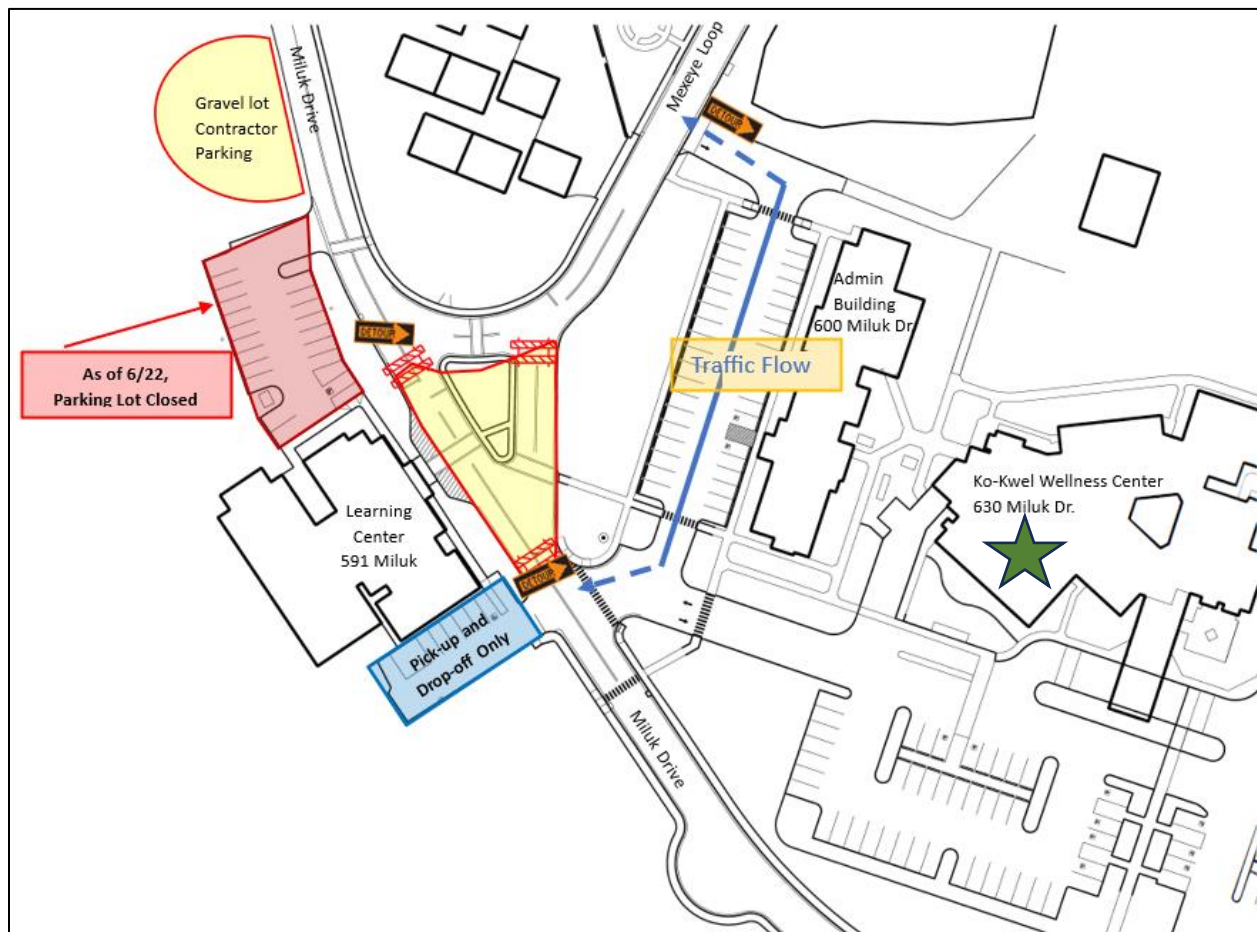 Miluk Drive
Mexeye Loop
Gravel lot
Contractor
Parking
DETOUR
Admin
Building
600 Miluk Dr
DETOUR
Traffic Flow
As of 6/22,
Parking Lot Closed
Ko-Kwel Wellness Center
630 Miluk Dr.
Learning
Center
591 Miluk
DETOUR
Pick-up and
Drop-off Only
Miluk Drive